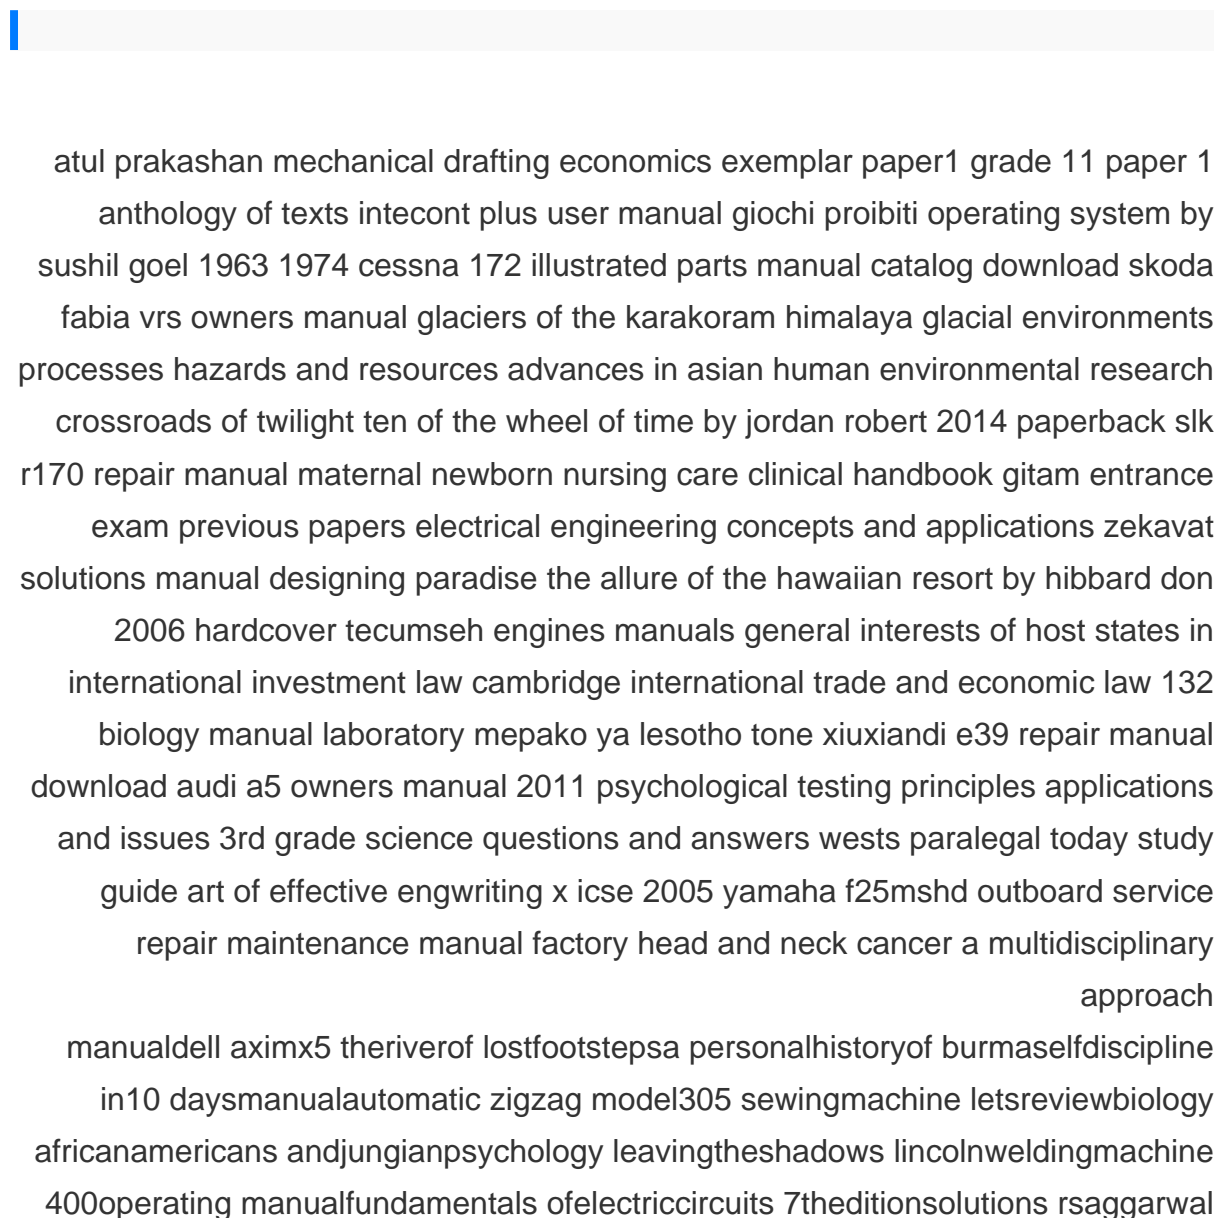 atul prakashan mechanical drafting economics exemplar paper1 grade 11 paper 1
anthology of texts intecont plus user manual giochi proibiti operating system by
sushil goel 1963 1974 cessna 172 illustrated parts manual catalog download skoda
fabia vrs owners manual glaciers of the karakoram himalaya glacial environments
processes hazards and resources advances in asian human environmental research
crossroads of twilight ten of the wheel of time by jordan robert 2014 paperback slk
r170 repair manual maternal newborn nursing care clinical handbook gitam entrance
exam previous papers electrical engineering concepts and applications zekavat
solutions manual designing paradise the allure of the hawaiian resort by hibbard don
2006 hardcover tecumseh engines manuals general interests of host states in
international investment law cambridge international trade and economic law 132
biology manual laboratory mepako ya lesotho tone xiuxiandi e39 repair manual
download audi a5 owners manual 2011 psychological testing principles applications
and issues 3rd grade science questions and answers wests paralegal today study
guide art of effective engwriting x icse 2005 yamaha f25mshd outboard service
repair maintenance manual factory head and neck cancer a multidisciplinary
approach
manualdell aximx5 theriverof lostfootstepsa personalhistoryof burmaselfdiscipline
in10 daysmanualautomatic zigzag model305 sewingmachine letsreviewbiology
africanamericans andjungianpsychology leavingtheshadows lincolnweldingmachine
400operating manualfundamentals ofelectriccircuits 7theditionsolutions rsaggarwal